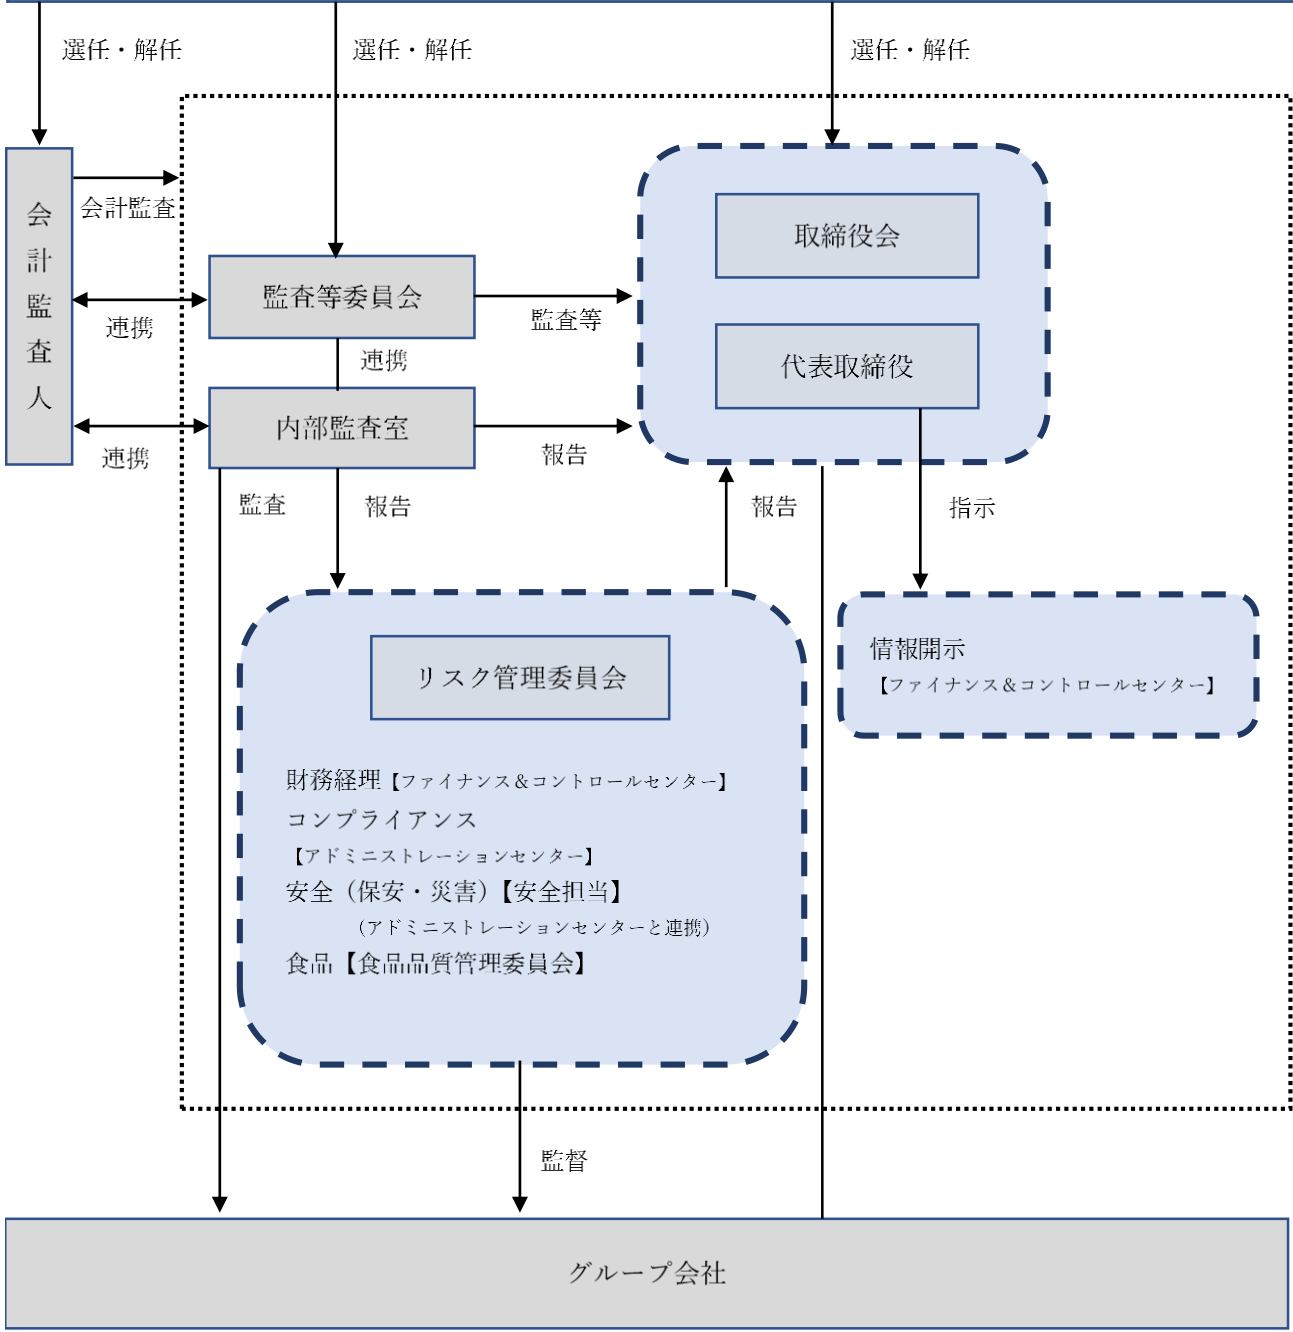 選任・解任
選任・解任
選任・解任
会計監査人
会計監査
取締役会
監査等委員会
監査等
連携
連携
代表取締役
内部監査室
報告
連携
監査
報告
報告
指示
リスク管理委員会
情報開示
【ファイナンス＆コントロールセンター】
財務経理【ファイナンス＆コントロールセンター】
コンプライアンス
【アドミニストレーションセンター】
安全（保安・災害）【安全担当】
（アドミニストレーションセンターと連携）
食品【食品品質管理委員会】
監督
グループ会社